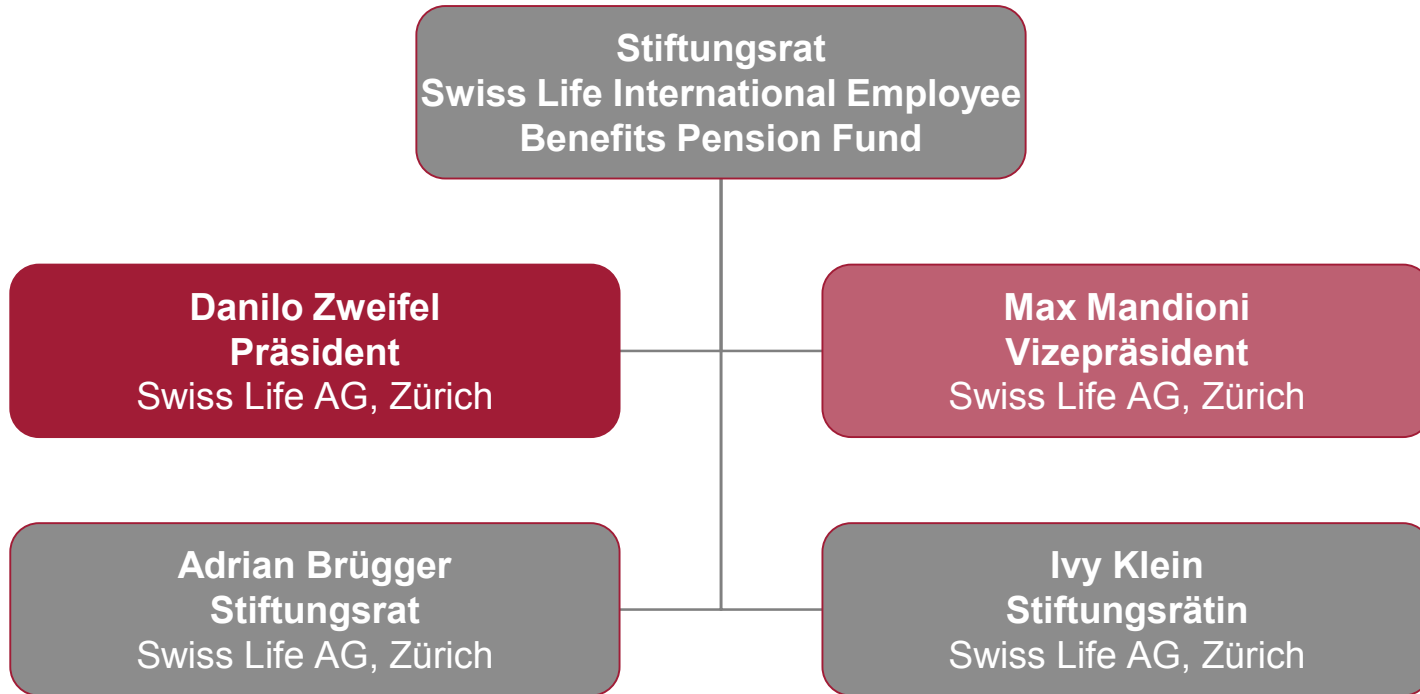 Stiftungsrat
Swiss Life International Employee
Benefits Pension Fund
Danilo Zweifel
Präsident
Swiss Life AG, Zürich
Max Mandioni
Vizepräsident
Swiss Life AG, Zürich
Adrian Brügger
Stiftungsrat
Swiss Life AG, Zürich
Ivy Klein
Stiftungsrätin
Swiss Life AG, Zürich